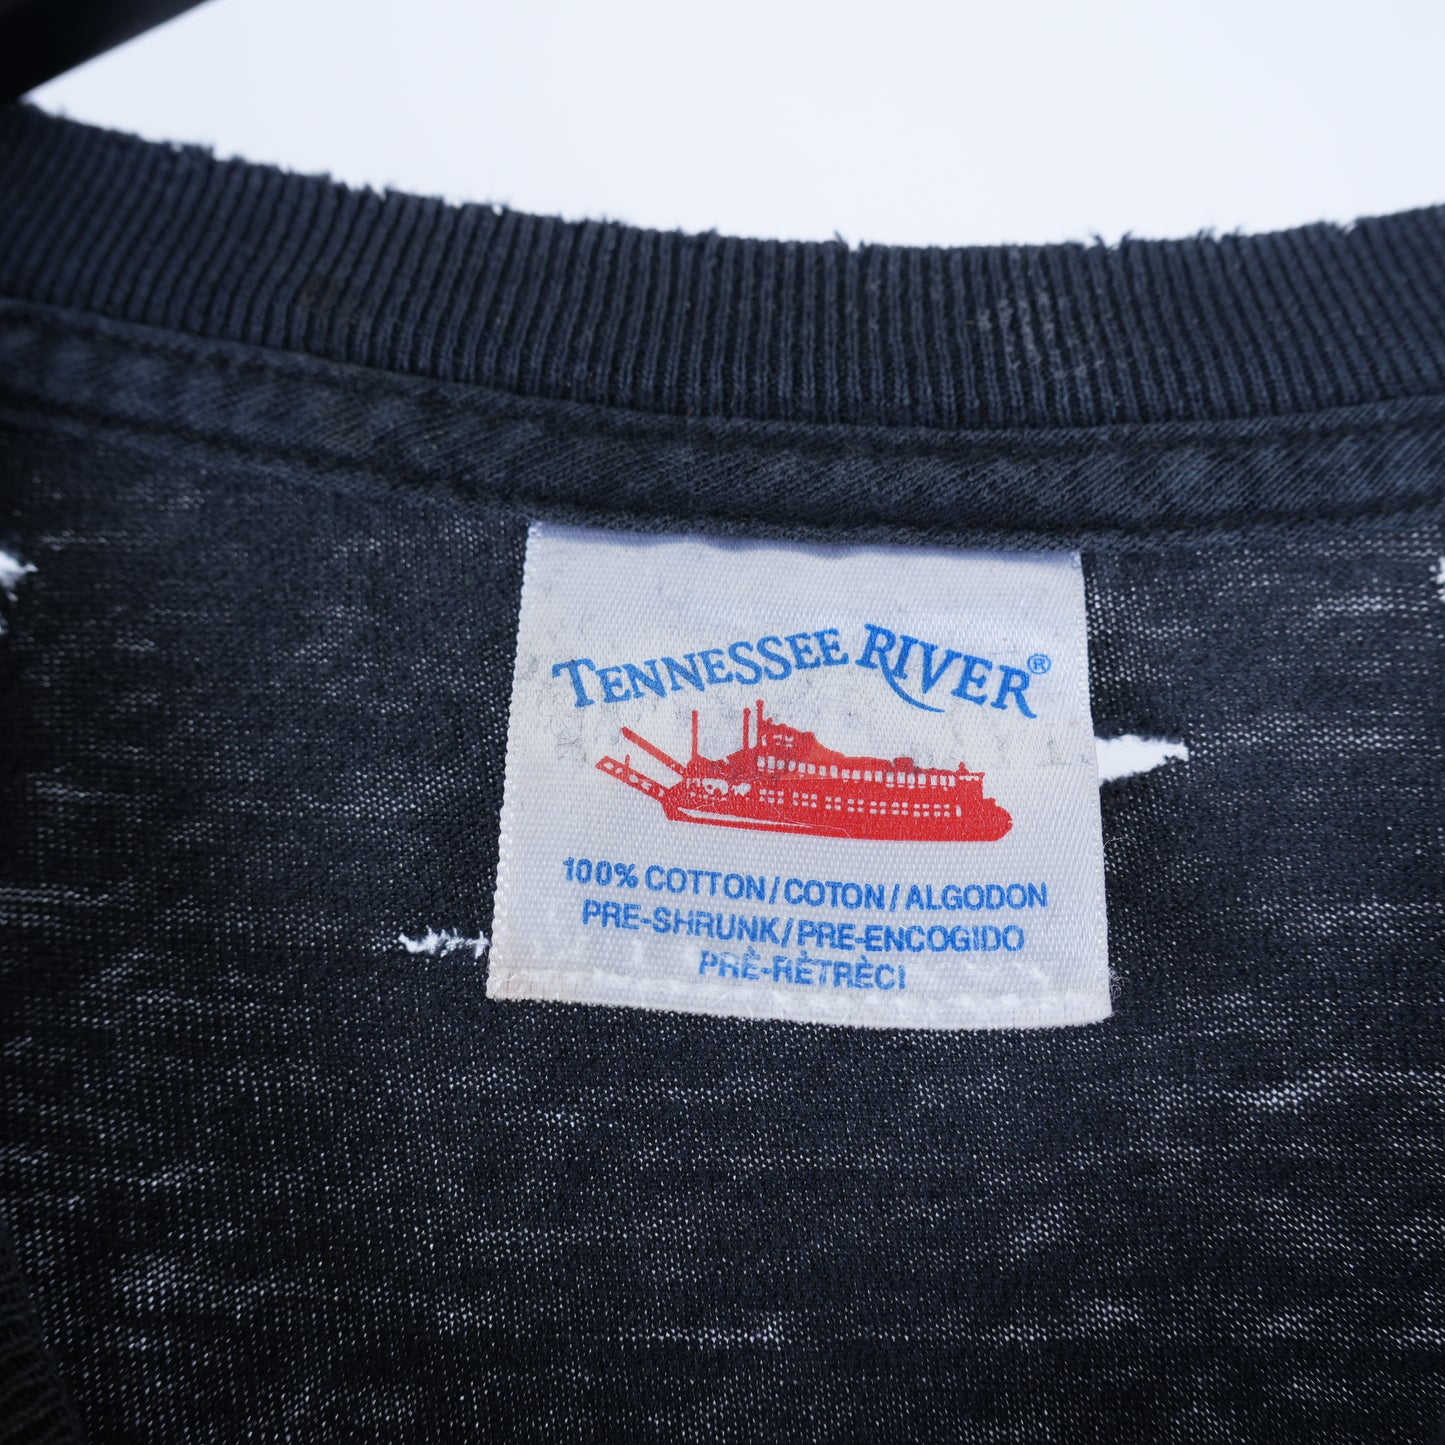 TENNESSEE RIVER®
100% COTTON/COTON/ALGODON
PRE-SHRUNK/PRE-ENCOGIDO
PRÈ-RÈTRÈCI